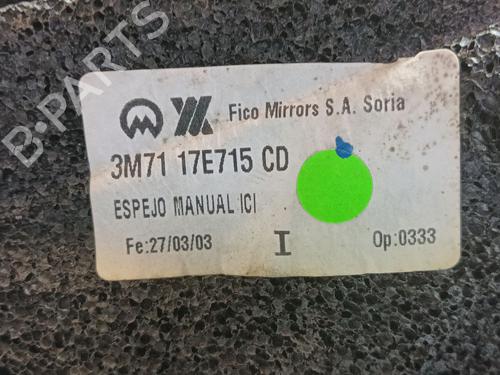 B-PARTS
Fico Mirrors S.A. Soria
3M71 17E715 CD
ESPEJO MANUAL ICI
Fe:27/03/03 I Op:0333